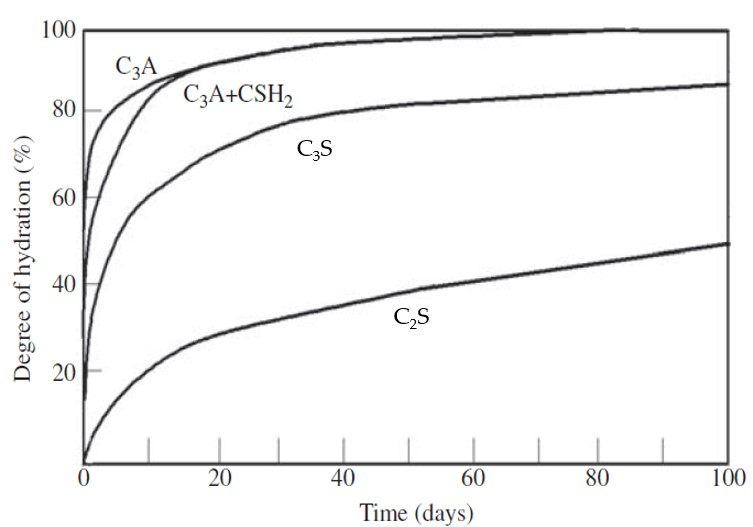 100
C₃A
C₃A+CSH₂
80
C₃S
60
40
C₂S
20
0 20 40 60 80 100
Time (days)
Degree of hydration (%)